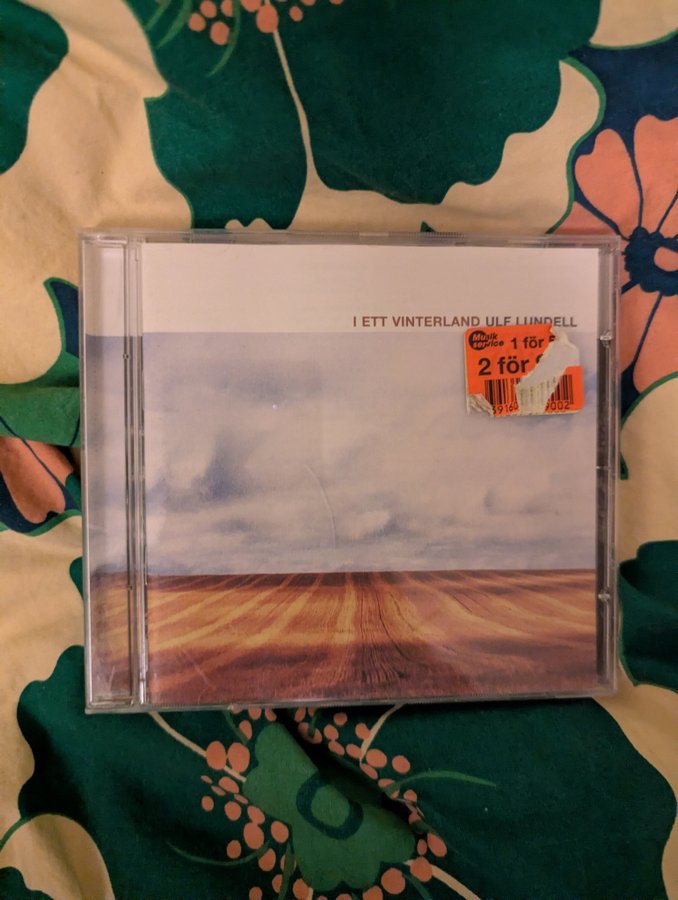 I ETT VINTERLAND ULF LUNDELL
Musik
service
1 för
2 för